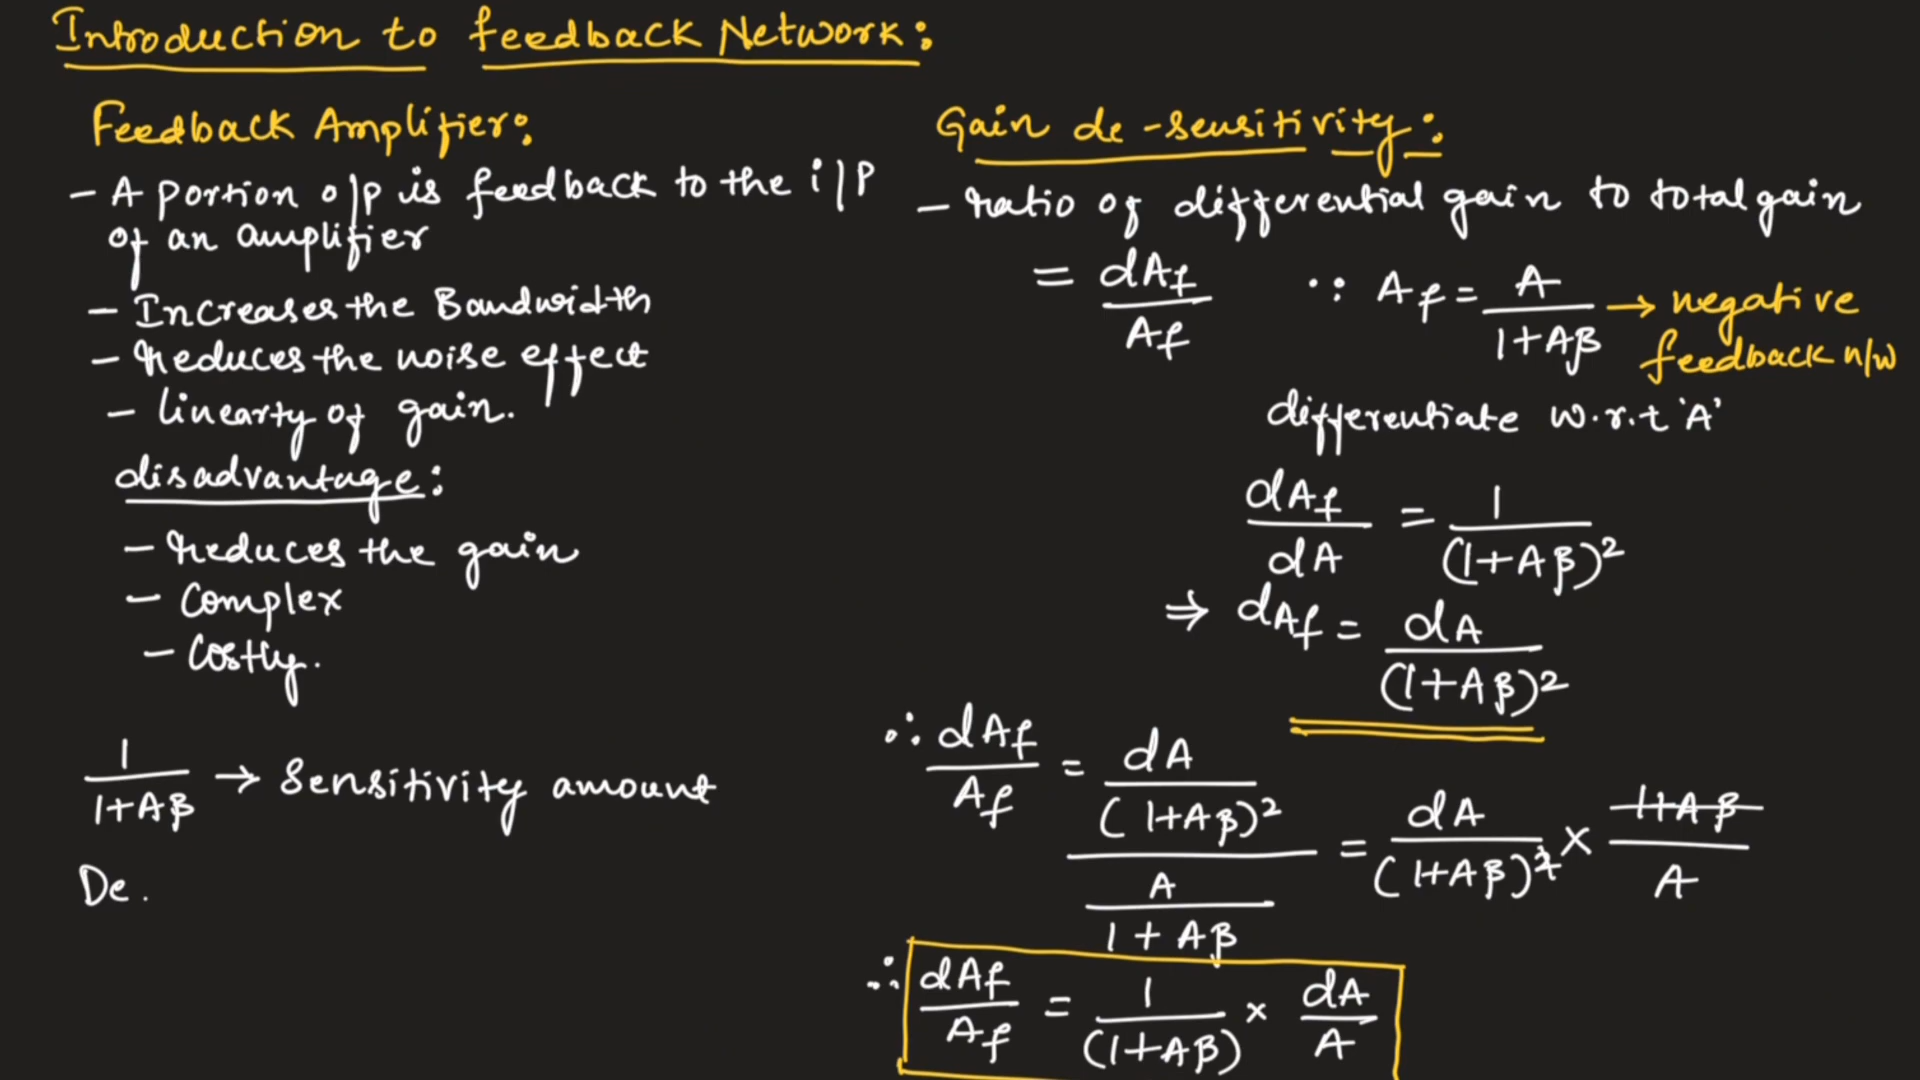 Introduction to feedback Network:
Feedback Amplifier:
- A portion o/p is feedback to the i/p
of an amplifier
- Increases the Bandwidth
- Reduces the noise effect
- linearty of gain.
disadvantage:
- Reduces the gain
- Complex
- Costly.
1/(1+Aβ) → Sensitivity amount
De.
Gain de-sensitivity:
- Ratio of differential gain to total gain
= dAf/Af ∵ Af = A/(1+Aβ) → negative
feedback n/w
differentiate w.r.t 'A'
dAf/dA = 1/(1+Aβ)²
⇒ dAf = dA/(1+Aβ)²
∴ dAf/Af = (dA/(1+Aβ)²)/(A/(1+Aβ)) = dA/(1+Aβ)² × (1+Aβ)/A
∴ dAf/Af = 1/(1+Aβ) × dA/A